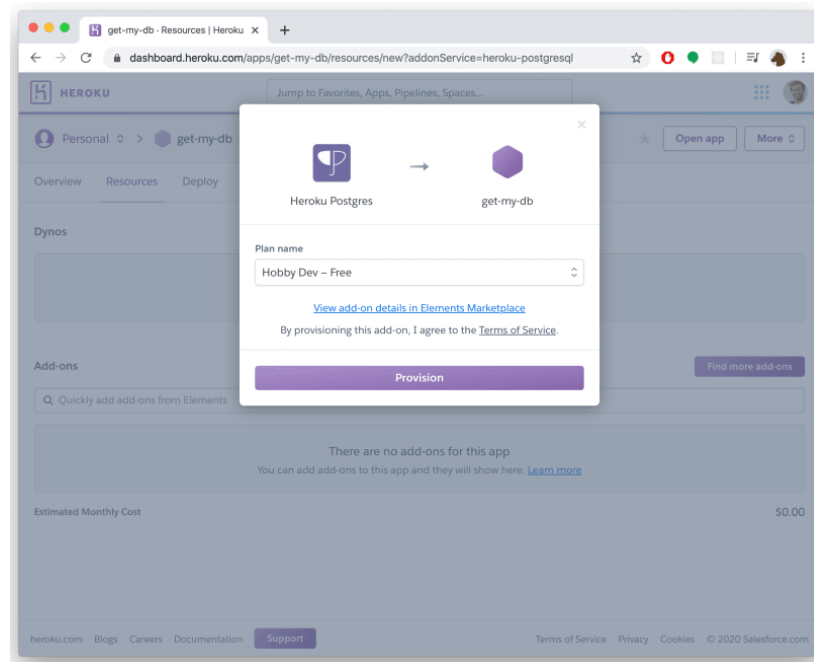 get-my-db · Resources | Heroku
dashboard.heroku.com/apps/get-my-db/resources/new?addonService=heroku-postgresql
HEROKU
Jump to Favorites, Apps, Pipelines, Spaces...
Personal > get-my-db
Open app
More
Overview Resources Deploy
Heroku Postgres
get-my-db
Dynos
Plan name
Hobby Dev – Free
View add-on details in Elements Marketplace
By provisioning this add-on, I agree to the Terms of Service.
Provision
Add-ons
Find more add-ons
Quickly add add-ons from Elements
There are no add-ons for this app
You can add add-ons to this app and they will show here. Learn more
Estimated Monthly Cost
$0.00
heroku.com Blogs Careers Documentation Support
Terms of Service Privacy Cookies © 2020 Salesforce.com